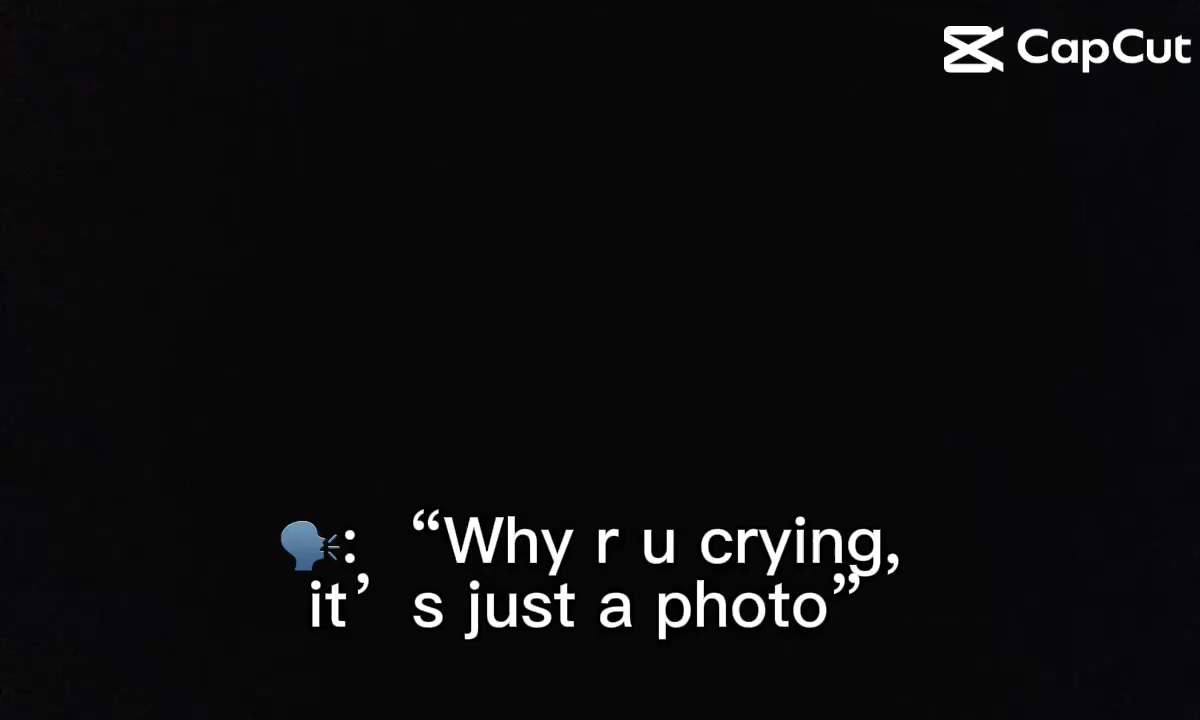 CapCut
🗣️: “Why r u crying,
it’s just a photo”